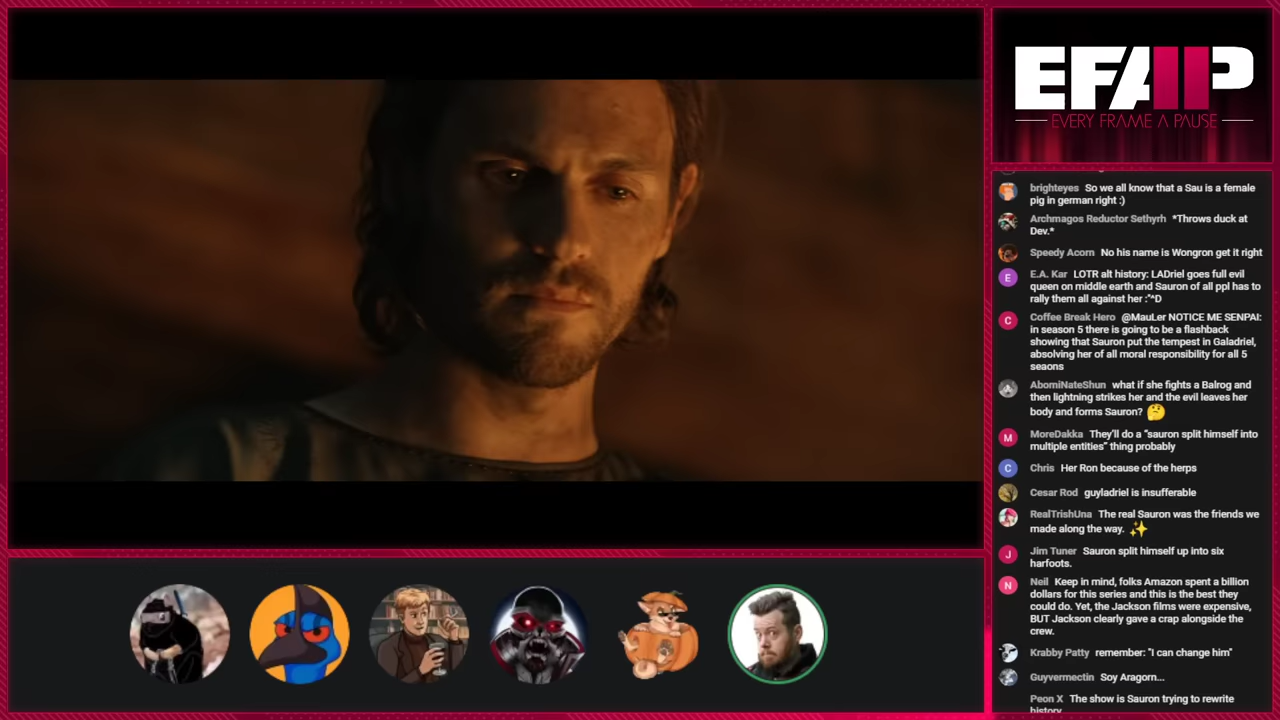 EFAP
EVERY FRAME A PAUSE
brighteyes So we all know that a Sau is a female
pig in german right :)
Archmagos Reductor Sethyrh *Throws duck at
Dev.*
Speedy Acorn No his name is Wongron get it right
E
E.A. Kar LOTR alt history: LADriel goes full evil
queen on middle earth and Sauron of all ppl has to
rally them all against her :"*D
C
Coffee Break Hero @MauLer NOTICE ME SENPAI:
in season 5 there is going to be a flashback
showing that Sauron put the tempest in Galadriel,
absolving her of all moral responsibility for all 5
seaons
AbomiNateShun what if she fights a Balrog and
then lightning strikes her and the evil leaves her
body and forms Sauron? 🤔
M
MoreDakka They'll do a "sauron split himself into
multiple entities" thing probably
C
Chris Her Ron because of the herps
Cesar Rod guyladriel is insufferable
RealTrishUna The real Sauron was the friends we
made along the way. ✨
J
Jim Tuner Sauron split himself up into six
harfoots.
N
Neil Keep in mind, folks Amazon spent a billion
dollars for this series and this is the best they
could do. Yet, the Jackson films were expensive,
BUT Jackson clearly gave a crap alongside the
crew.
Krabby Patty remember: "I can change him"
Guyvermectin Soy Aragorn...
Peon X The show is Sauron trying to rewrite
history